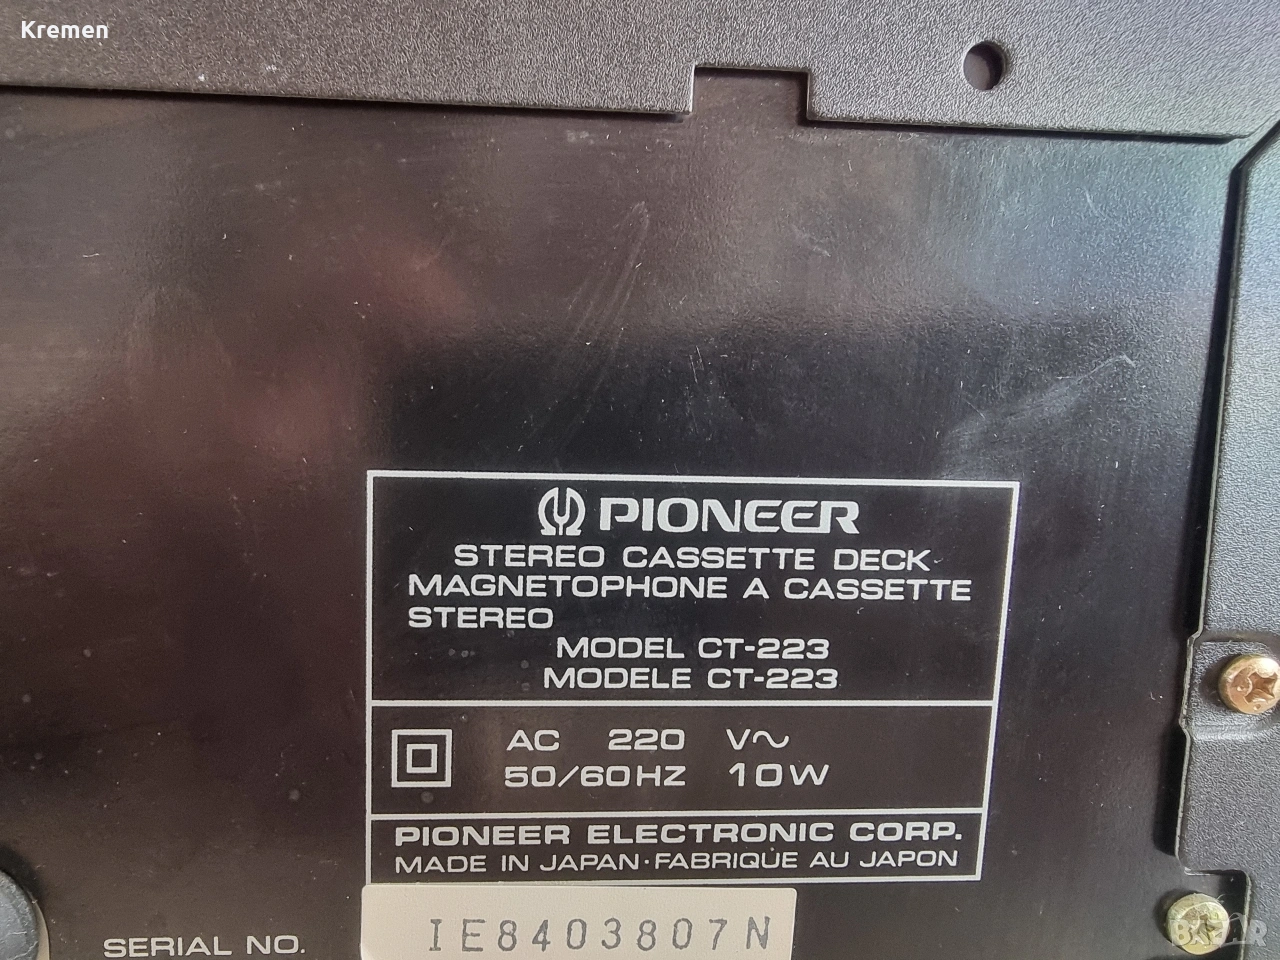 Kremen
PIONEER
STEREO CASSETTE DECK
MAGNETOPHONE A CASSETTE
STEREO
MODEL CT-223
MODELE CT-223
AC 220 V~
50/60HZ 10W
PIONEER ELECTRONIC CORP.
MADE IN JAPAN·FABRIQUE AU JAPON
SERIAL NO. IE8403807N